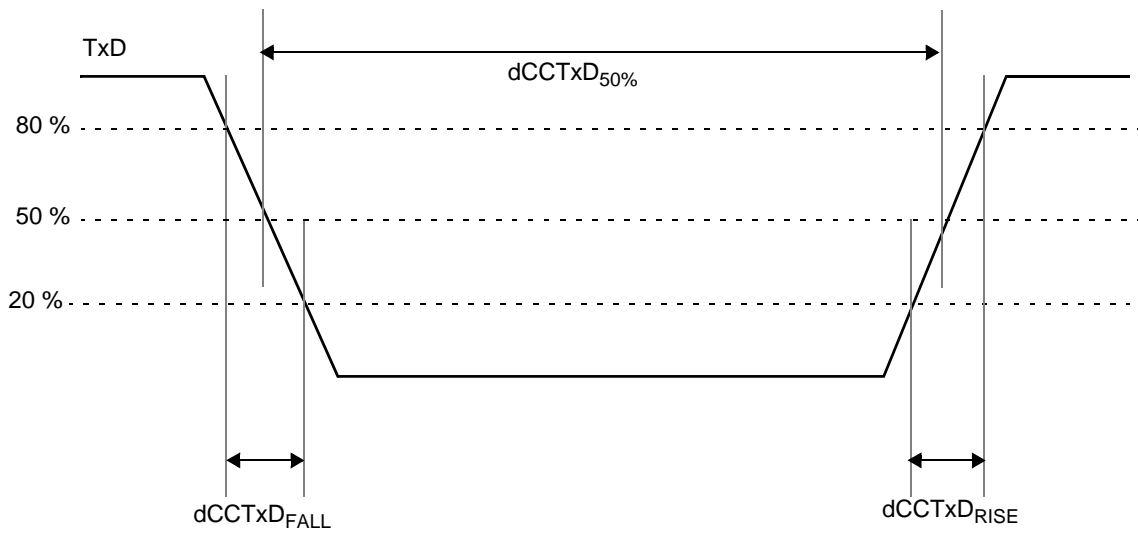 TxD
dCCTxD50%
80 %
50 %
20 %
dCCTxDFALL
dCCTxDRISE